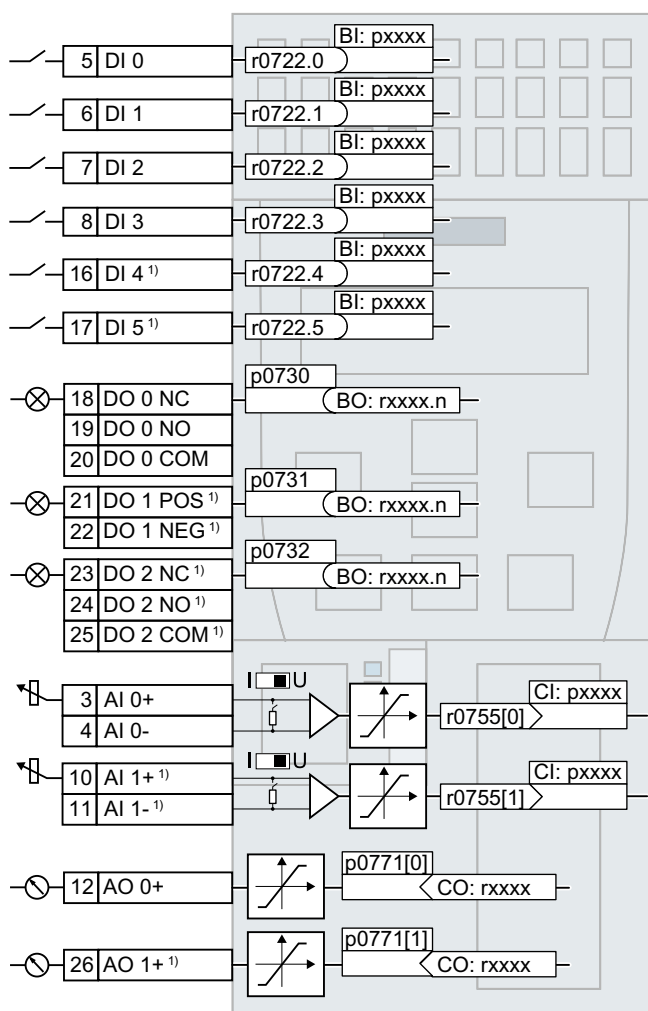 BI: pxxxx
5 DI 0 r0722.0
BI: pxxxx
6 DI 1 r0722.1
BI: pxxxx
7 DI 2 r0722.2
BI: pxxxx
8 DI 3 r0722.3
BI: pxxxx
16 DI 4 1) r0722.4
BI: pxxxx
17 DI 5 1) r0722.5
p0730
18 DO 0 NC BO: rxxxx.n
19 DO 0 NO
20 DO 0 COM
p0731
21 DO 1 POS 1) BO: rxxxx.n
22 DO 1 NEG 1)
p0732
23 DO 2 NC 1) BO: rxxxx.n
24 DO 2 NO 1)
25 DO 2 COM 1)
I U
CI: pxxxx
3 AI 0+ r0755[0]
4 AI 0-
I U
CI: pxxxx
10 AI 1+ 1) r0755[1]
11 AI 1- 1)
p0771[0]
12 AO 0+ CO: rxxxx
p0771[1]
26 AO 1+ 1) CO: rxxxx